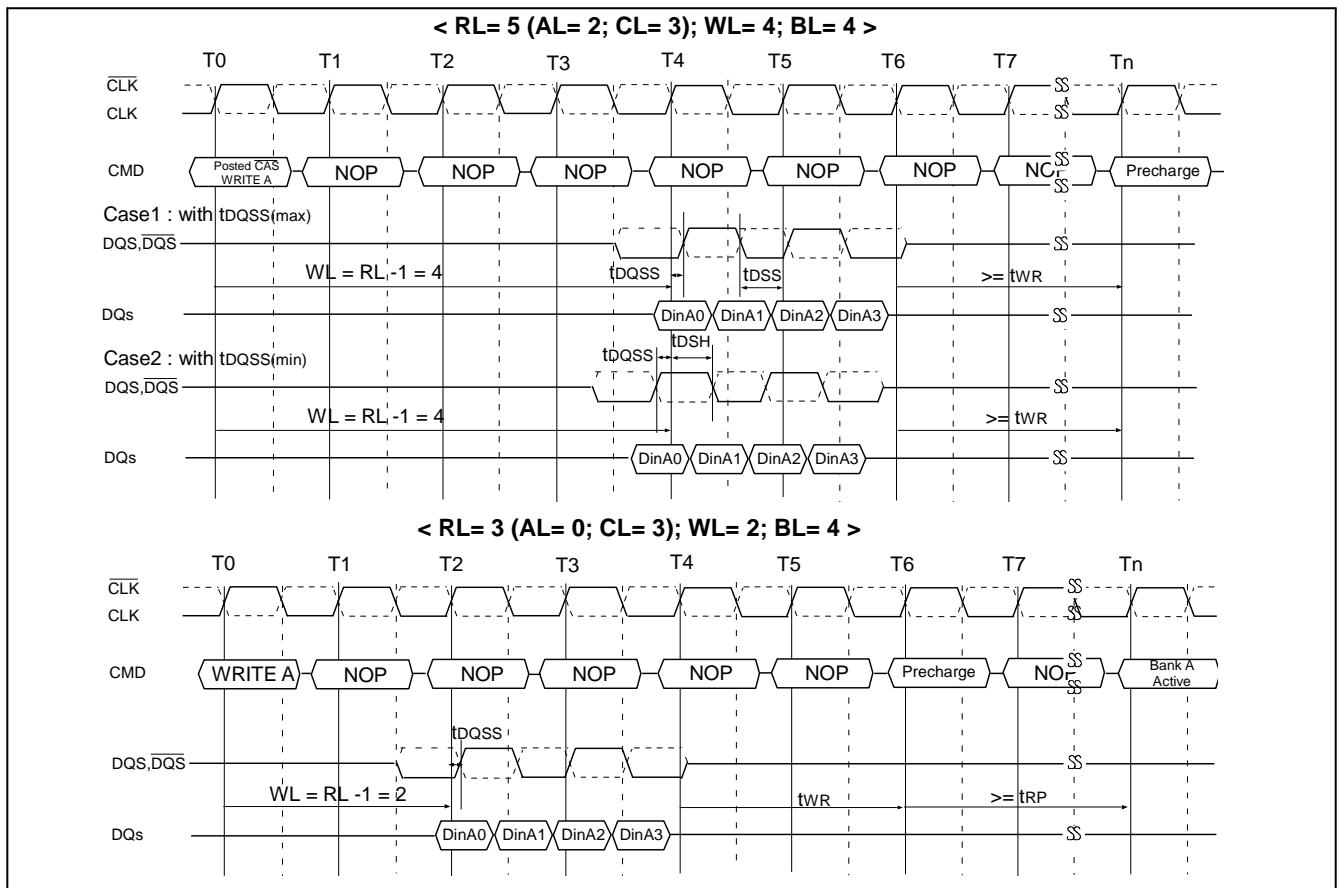 < RL= 5 (AL= 2; CL= 3); WL= 4; BL= 4 >
T0 T1 T2 T3 T4 T5 T6 T7 Tn
CLK
CLK
CMD Posted CAS WRITE A NOP NOP NOP NOP NOP NOP NOP Precharge
Case1 : with tDQSS(max)
DQS,DQS
WL = RL -1 = 4 tDQSS tDSS >= tWR
DQs DinA0 DinA1 DinA2 DinA3
Case2 : with tDQSS(min) tDQSS tDSH
DQS,DQS
WL = RL -1 = 4 >= tWR
DQs DinA0 DinA1 DinA2 DinA3
< RL= 3 (AL= 0; CL= 3); WL= 2; BL= 4 >
T0 T1 T2 T3 T4 T5 T6 T7 Tn
CLK
CLK
CMD WRITE A NOP NOP NOP NOP NOP Precharge NOP Bank A Active
tDQSS
DQS,DQS
WL = RL -1 = 2 tWR >= tRP
DQs DinA0 DinA1 DinA2 DinA3